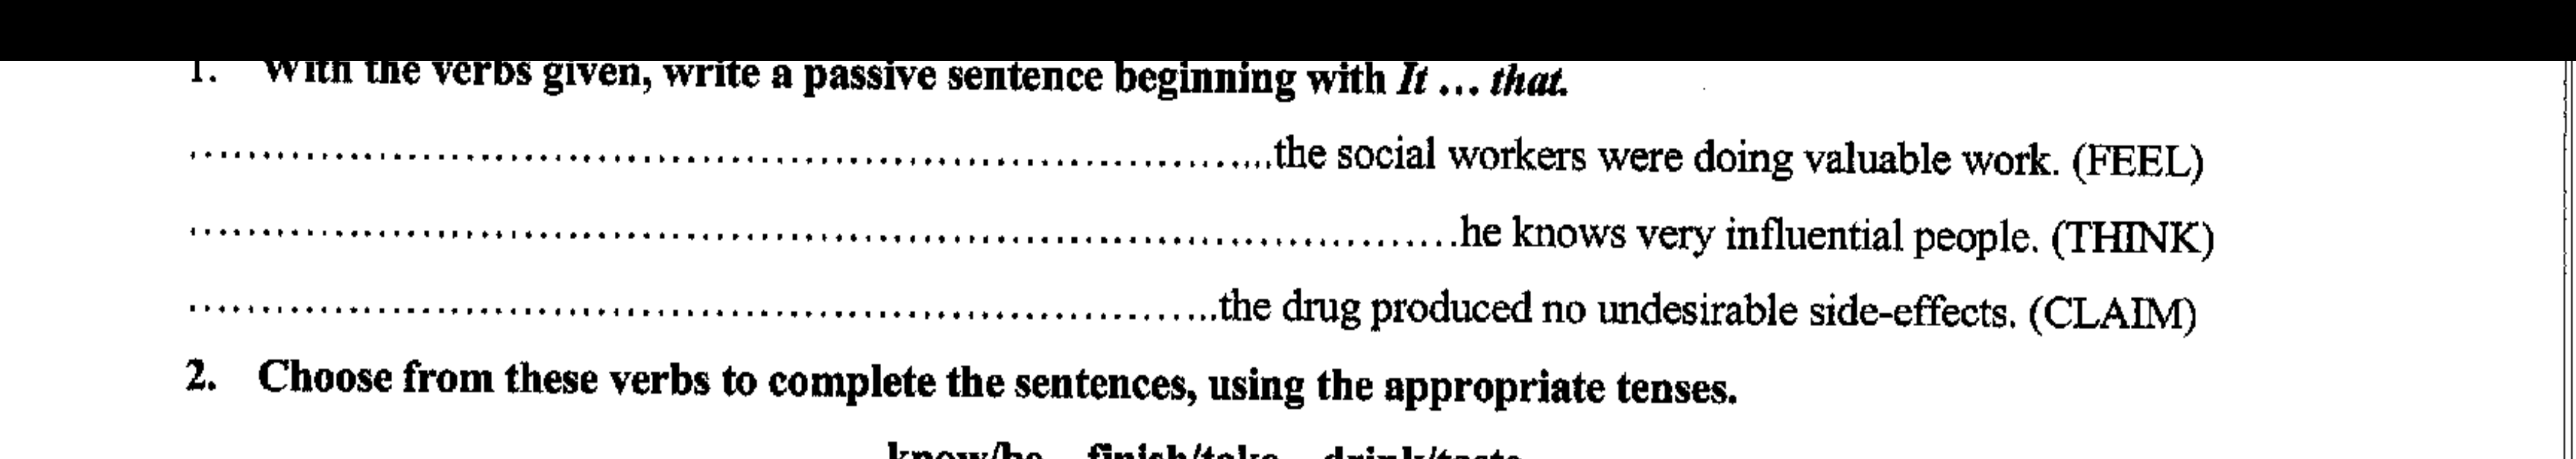 1. With the verbs given, write a passive sentence beginning with It ... that.
........................................................................the social workers were doing valuable work. (FEEL)
....................................................................................he knows very influential people. (THINK)
....................................................................the drug produced no undesirable side-effects. (CLAIM)
2. Choose from these verbs to complete the sentences, using the appropriate tenses.
know/be finish/take drink/taste